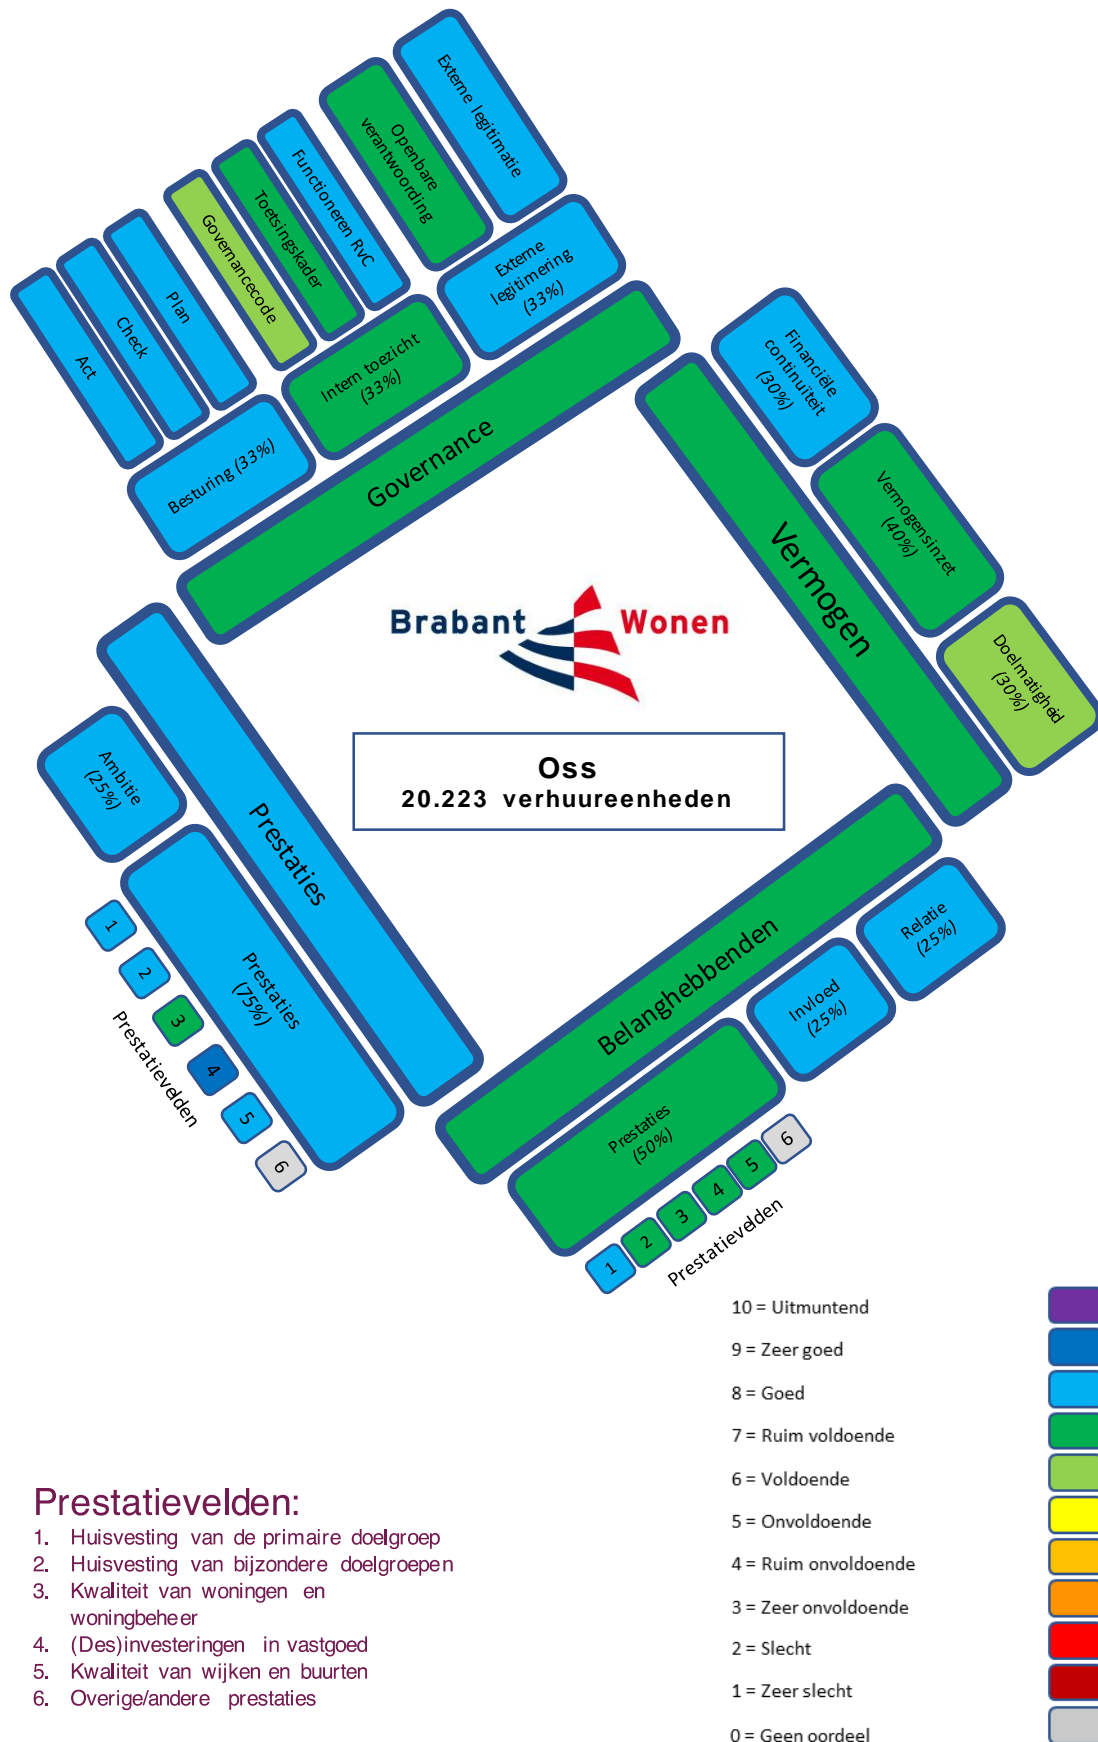 Externe legitimatie
Openbare
verantwoording
Functioneren RvC
Toetsingskader
Governancecode
Plan
Check
Act
Externe
legitimering
(33%)
Intern toezicht
(33%)
Besturing (33%)
Governance
Financiële
continuïteit
(30%)
Vermogensinzet
(40%)
Doelmatigheid
(30%)
Vermogen
Brabant Wonen
Oss
20.223 verhuureenheden
Ambitie
(25%)
Prestaties
Prestaties
(75%)
1
2
3
4
5
6
Prestatievelden
Belanghebbenden
Relatie
(25%)
Invloed
(25%)
Prestaties
(50%)
1
2
3
4
5
6
Prestatievelden
10 = Uitmuntend
9 = Zeer goed
8 = Goed
7 = Ruim voldoende
6 = Voldoende
5 = Onvoldoende
4 = Ruim onvoldoende
3 = Zeer onvoldoende
2 = Slecht
1 = Zeer slecht
0 = Geen oordeel
Prestatievelden:
1. Huisvesting van de primaire doelgroep
2. Huisvesting van bijzondere doelgroepen
3. Kwaliteit van woningen en
woningbeheer
4. (Des)investeringen in vastgoed
5. Kwaliteit van wijken en buurten
6. Overige/andere prestaties